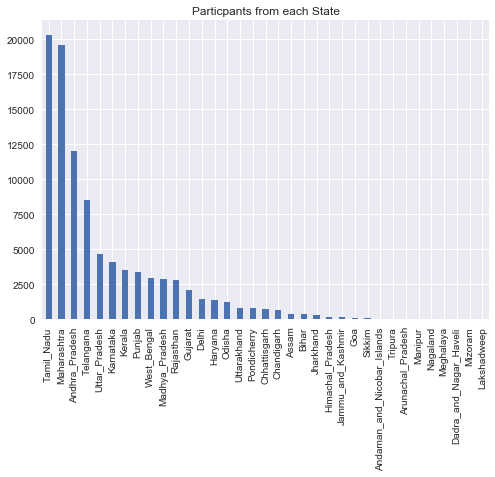 Particpants from each State
20000
17500
15000
12500
10000
7500
5000
2500
0
Tamil_Nadu
Maharashtra
Andhra_Pradesh
Telangana
Uttar_Pradesh
Karnataka
Kerala
Punjab
West_Bengal
Madhya_Pradesh
Rajasthan
Gujarat
Delhi
Haryana
Odisha
Uttarakhand
Pondicherry
Chhattisgarh
Chandigarh
Assam
Bihar
Jharkhand
Himachal_Pradesh
Jammu_and_Kashmir
Goa
Sikkim
Andaman_and_Nicobar_Islands
Tripura
Arunachal_Pradesh
Manipur
Nagaland
Meghalaya
Dadra_and_Nagar_Haveli
Mizoram
Lakshadweep